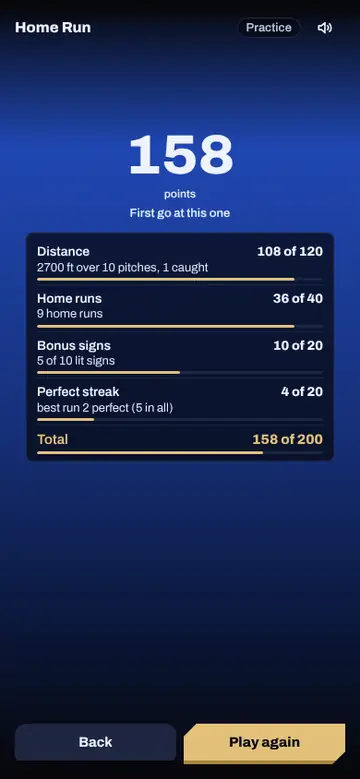 Home Run
Practice
158
points
First go at this one
Distance
108 of 120
2700 ft over 10 pitches, 1 caught
Home runs
36 of 40
9 home runs
Bonus signs
10 of 20
5 of 10 lit signs
Perfect streak
4 of 20
best run 2 perfect (5 in all)
Total
158 of 200
Back
Play again